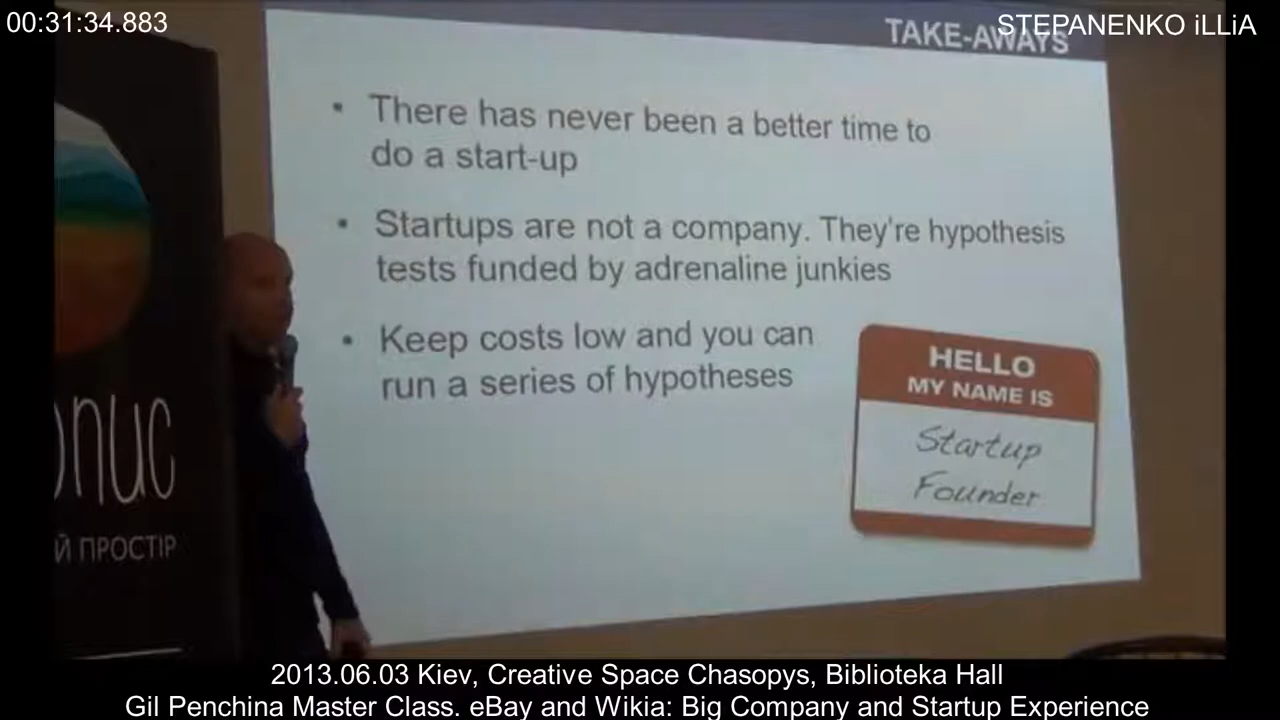 00:31:34.883
STEPANENKO iLLiA
TAKE-AWAYS
• There has never been a better time to
do a start-up
• Startups are not a company. They're hypothesis
tests funded by adrenaline junkies
• Keep costs low and you can
run a series of hypotheses
HELLO
MY NAME IS
Startup
Founder
опис
Й ПРОСТІР
2013.06.03 Kiev, Creative Space Chasopys, Biblioteka Hall
Gil Penchina Master Class. eBay and Wikia: Big Company and Startup Experience